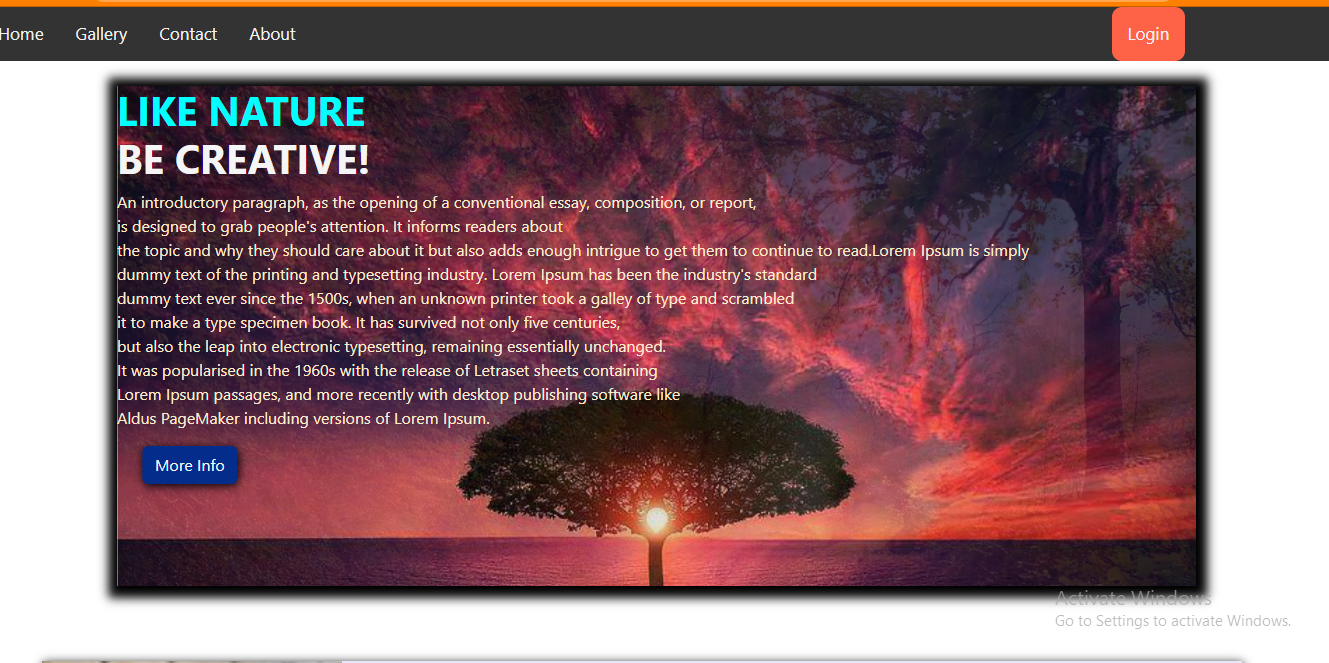 Home Gallery Contact About Login
LIKE NATURE
BE CREATIVE!
An introductory paragraph, as the opening of a conventional essay, composition, or report,
is designed to grab people's attention. It informs readers about
the topic and why they should care about it but also adds enough intrigue to get them to continue to read.Lorem Ipsum is simply
dummy text of the printing and typesetting industry. Lorem Ipsum has been the industry's standard
dummy text ever since the 1500s, when an unknown printer took a galley of type and scrambled
it to make a type specimen book. It has survived not only five centuries,
but also the leap into electronic typesetting, remaining essentially unchanged.
It was popularised in the 1960s with the release of Letraset sheets containing
Lorem Ipsum passages, and more recently with desktop publishing software like
Aldus PageMaker including versions of Lorem Ipsum.
More Info
Activate Windows
Go to Settings to activate Windows.